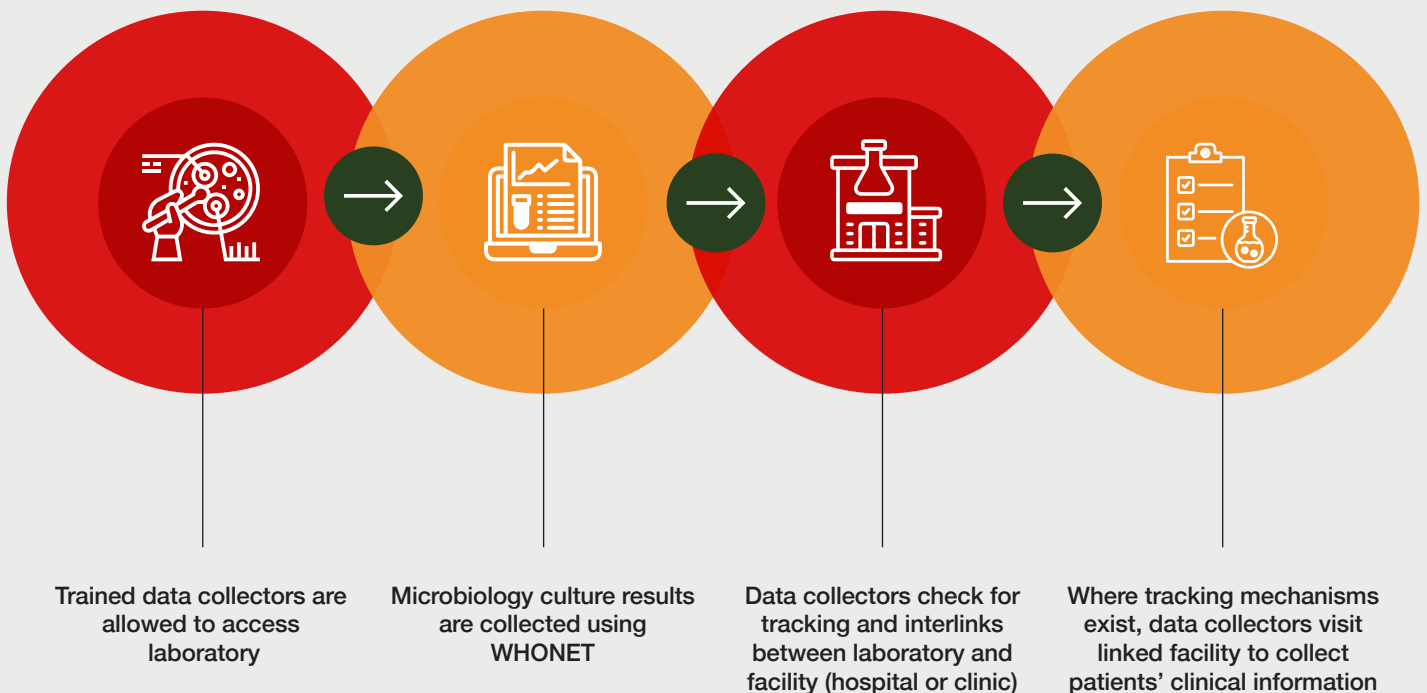 Trained data collectors are
allowed to access
laboratory
Microbiology culture results
are collected using
WHONET
Data collectors check for
tracking and interlinks
between laboratory and
facility (hospital or clinic)
Where tracking mechanisms
exist, data collectors visit
linked facility to collect
patients’ clinical information